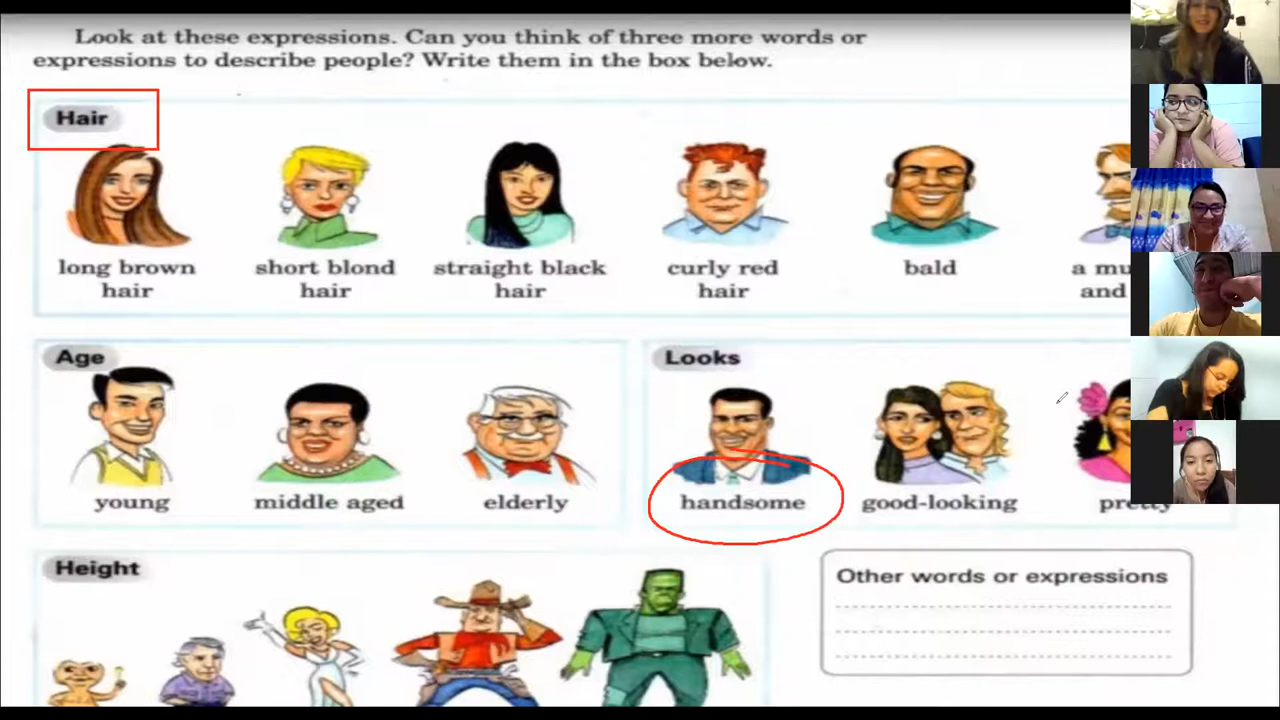 Look at these expressions. Can you think of three more words or
expressions to describe people? Write them in the box below.
Hair
long brown
hair
short blond
hair
straight black
hair
curly red
hair
bald
a
and
Age
young
middle aged
elderly
Looks
handsome
good-looking
pretty
Height
Other words or expressions